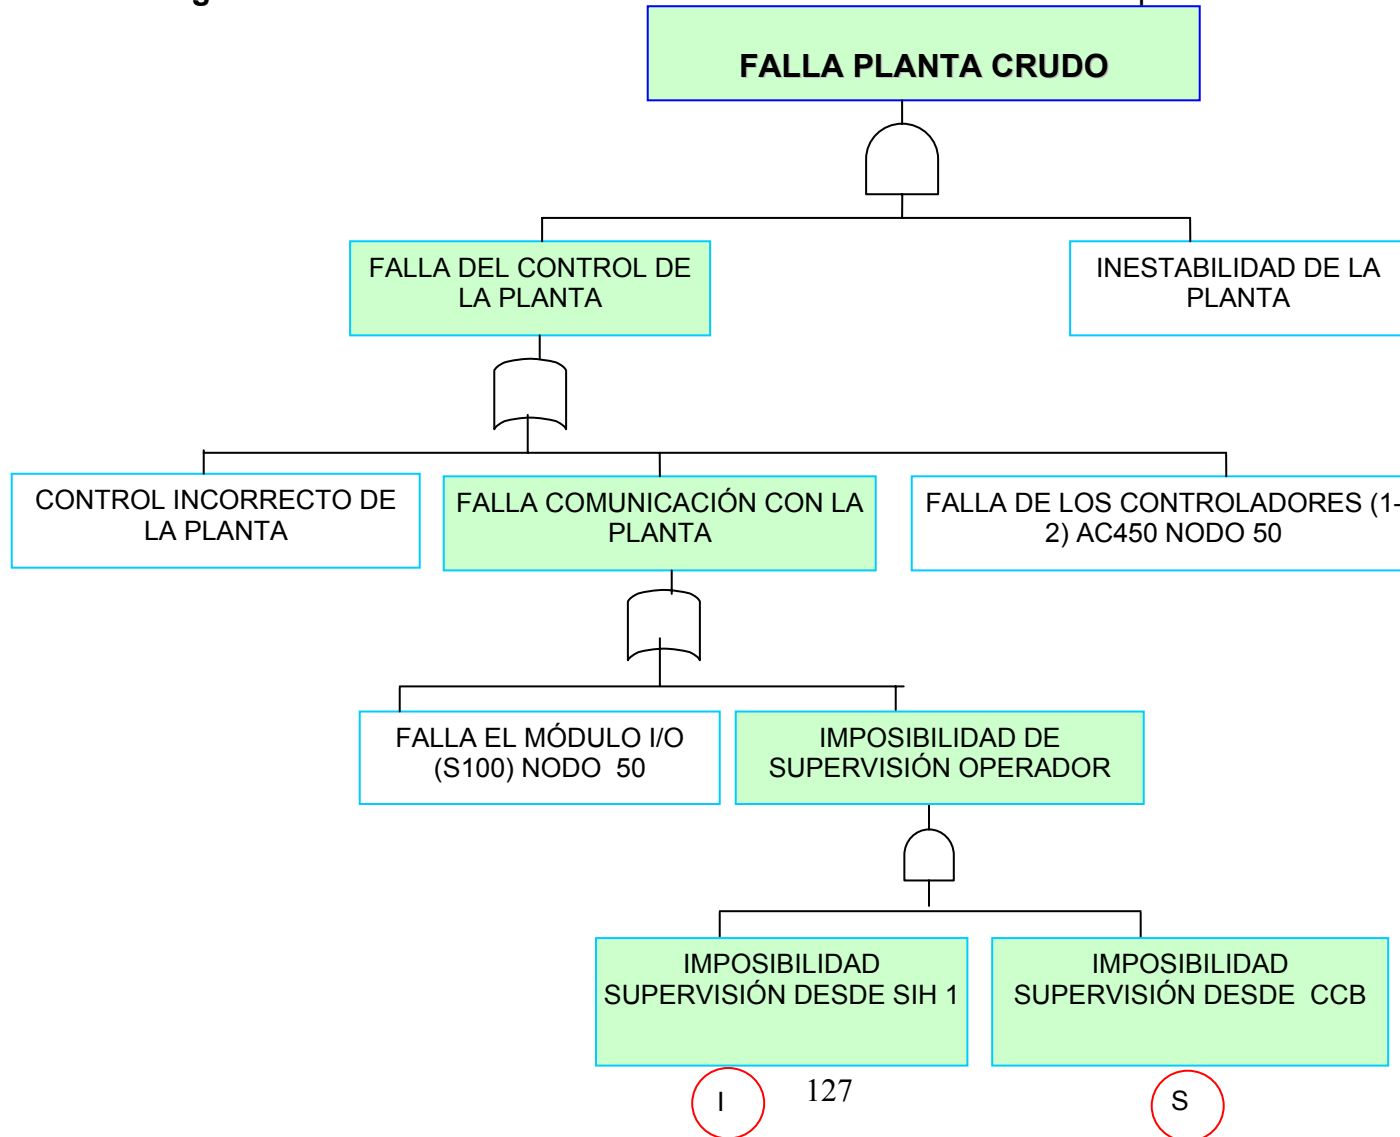 FALLA PLANTA CRUDO
FALLA DEL CONTROL DE
LA PLANTA
INESTABILIDAD DE LA
PLANTA
CONTROL INCORRECTO DE
LA PLANTA
FALLA COMUNICACIÓN CON LA
PLANTA
FALLA DE LOS CONTROLADORES (1-
2) AC450 NODO 50
FALLA EL MÓDULO I/O
(S100) NODO 50
IMPOSIBILIDAD DE
SUPERVISIÓN OPERADOR
IMPOSIBILIDAD
SUPERVISIÓN DESDE SIH 1
IMPOSIBILIDAD
SUPERVISIÓN DESDE CCB
I
127
S